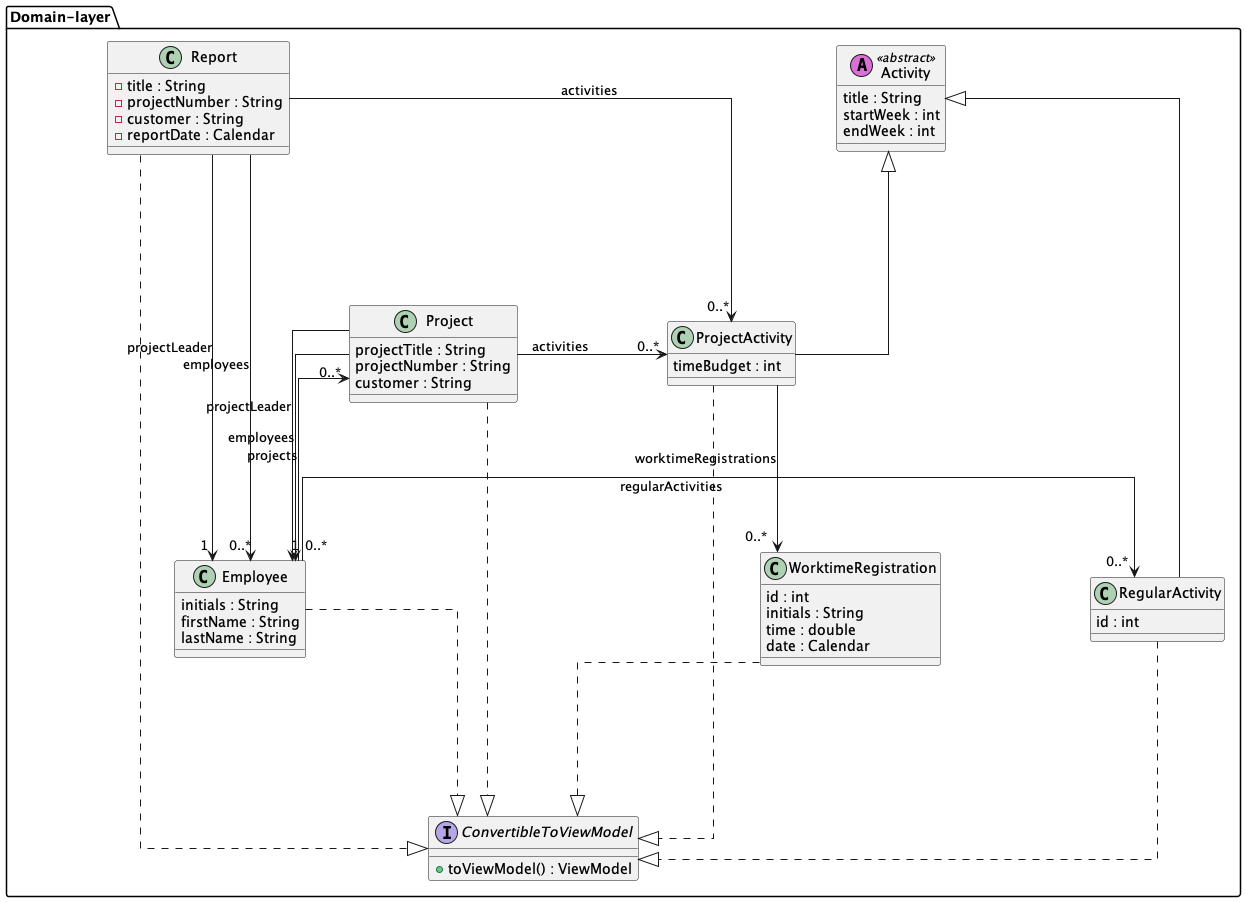 Domain-layer
C Report
title : String
projectNumber : String
customer : String
reportDate : Calendar
A «abstract»
Activity
title : String
startWeek : int
endWeek : int
activities
0..*
C Project
projectTitle : String
projectNumber : String
customer : String
activities
0..*
C ProjectActivity
timeBudget : int
projectLeader
employees
0..*
projectLeader
employees
projects
worktimeRegistrations
regularActivities
1
0..*
1
0..*
0..*
0..*
C Employee
initials : String
firstName : String
lastName : String
C WorktimeRegistration
id : int
initials : String
time : double
date : Calendar
C RegularActivity
id : int
I ConvertibleToViewModel
toViewModel() : ViewModel